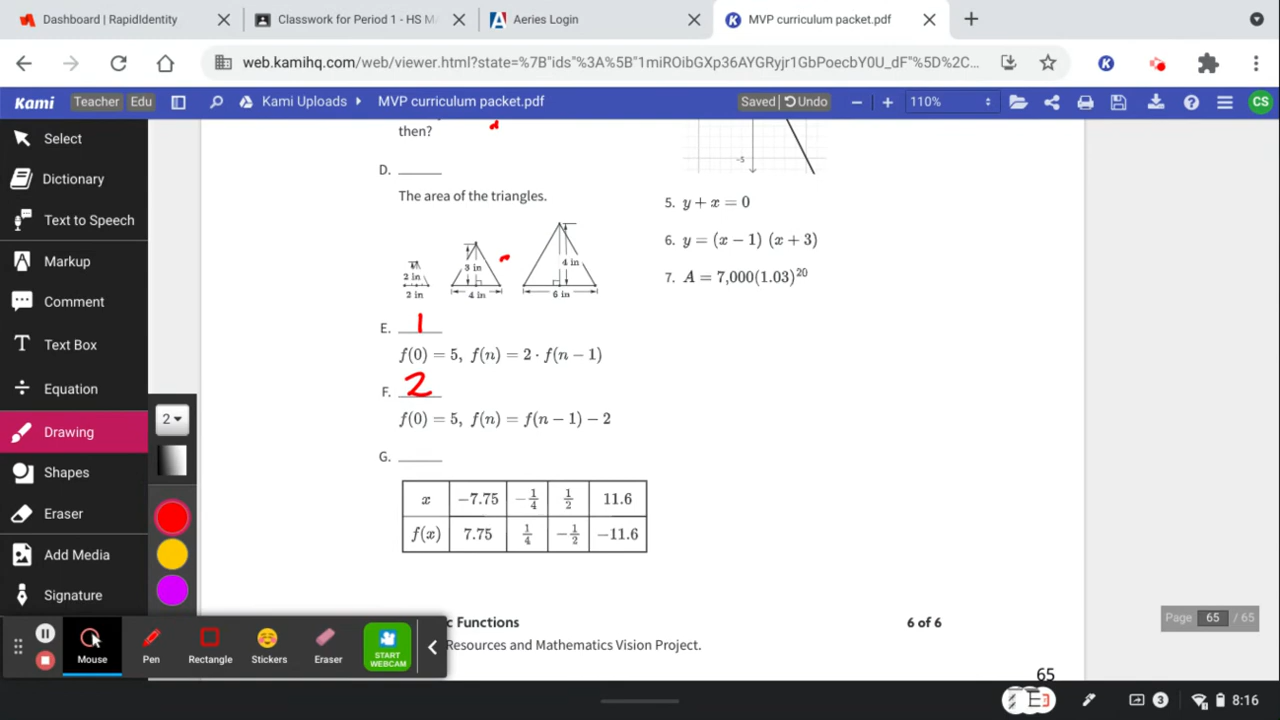 Dashboard | RapidIdentity
Classwork for Period 1 - HS MA
Aeries Login
MVP curriculum packet.pdf
web.kamihq.com/web/viewer.html?state=%7B"ids"%3A%5B"1miROibGXp36AYGRyjr1GbPoecbY0U_dF"%5D%2C...
Kami Teacher Edu Kami Uploads MVP curriculum packet.pdf Saved Undo 110% CS
Select
Dictionary
Text to Speech
Markup
Comment
Text Box
Equation
Drawing
Shapes
Eraser
Add Media
Signature
2
then?
D. ______
The area of the triangles.
2 in
2 in
3 in
4 in
4 in
6 in
E. 1
f(0) = 5, f(n) = 2 · f(n − 1)
F. 2
f(0) = 5, f(n) = f(n − 1) − 2
G. ______
x −7.75 −1/4 1/2 11.6
f(x) 7.75 1/4 −1/2 −11.6
-5
5. y + x = 0
6. y = (x − 1) (x + 3)
7. A = 7,000(1.03)^20
c Functions
6 of 6
Resources and Mathematics Vision Project.
65
Page 65 / 65
Mouse
Pen
Rectangle
Stickers
Eraser
START WEBCAM
3
8:16